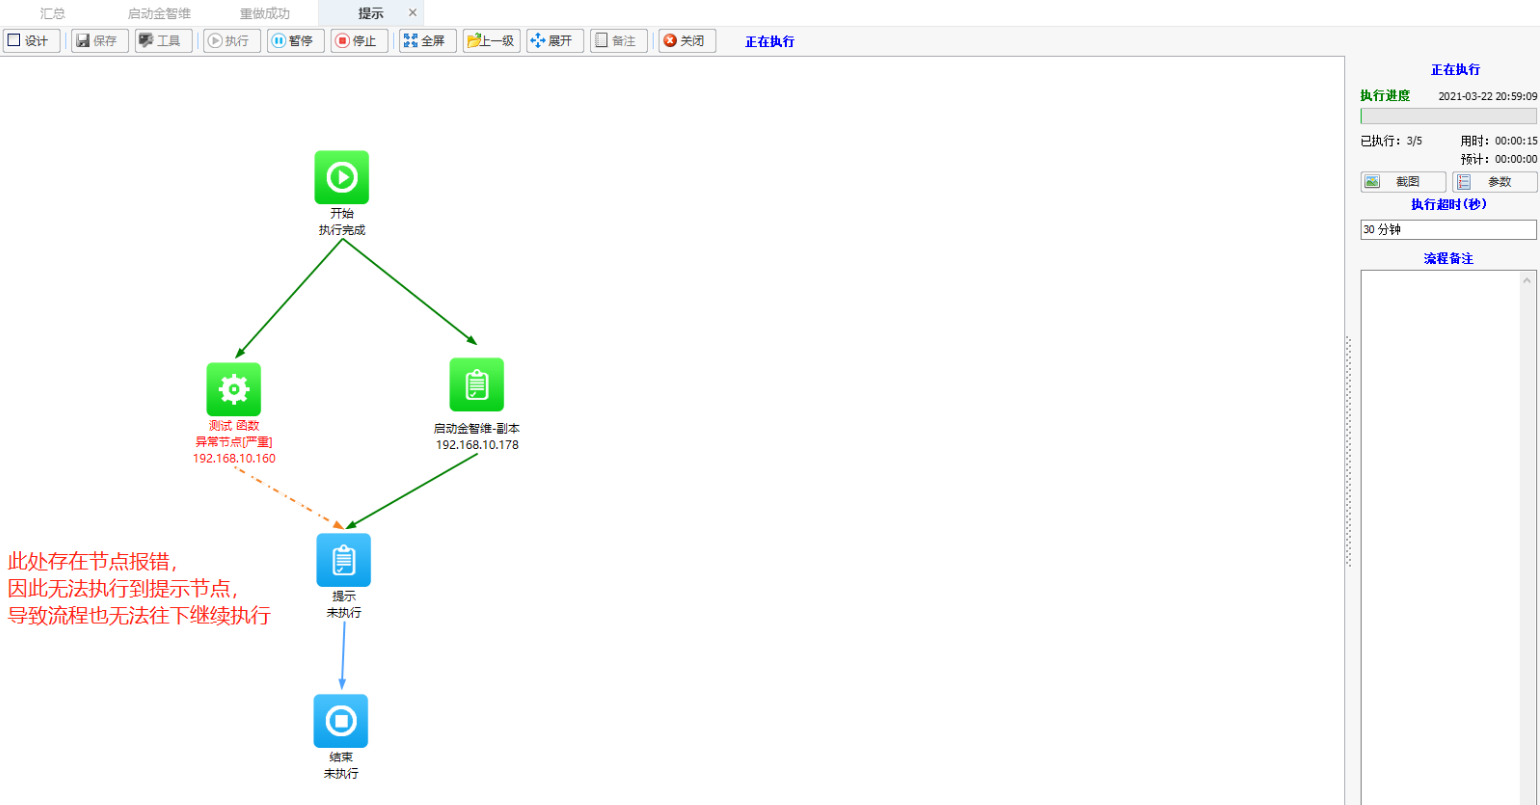 汇总 启动金智维 重做成功 提示 ×
设计 保存 工具 执行 暂停 停止 全屏 上一级 展开 备注 关闭 正在执行
正在执行
执行进度 2021-03-22 20:59:09
已执行：3/5 用时：00:00:15
预计：00:00:00
截图 参数
执行超时(秒)
30 分钟
流程备注
开始
执行完成
测试 函数
异常节点[严重]
192.168.10.160
启动金智维-副本
192.168.10.178
此处存在节点报错，
因此无法执行到提示节点，
导致流程也无法往下继续执行
提示
未执行
结束
未执行